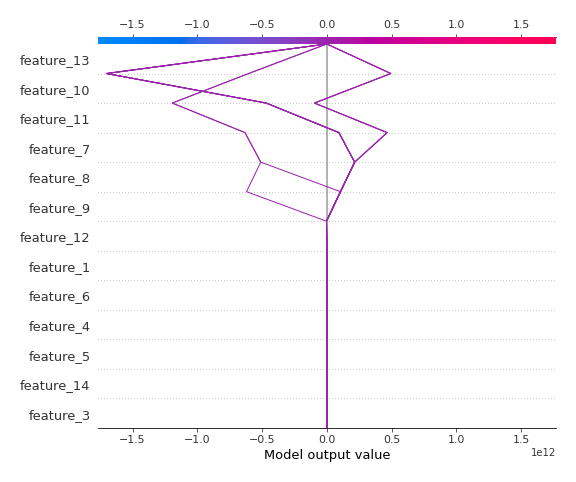 −1.5 −1.0 −0.5 0.0 0.5 1.0 1.5
feature_13
feature_10
feature_11
feature_7
feature_8
feature_9
feature_12
feature_1
feature_6
feature_4
feature_5
feature_14
feature_3
−1.5 −1.0 −0.5 0.0 0.5 1.0 1.5
1e12
Model output value